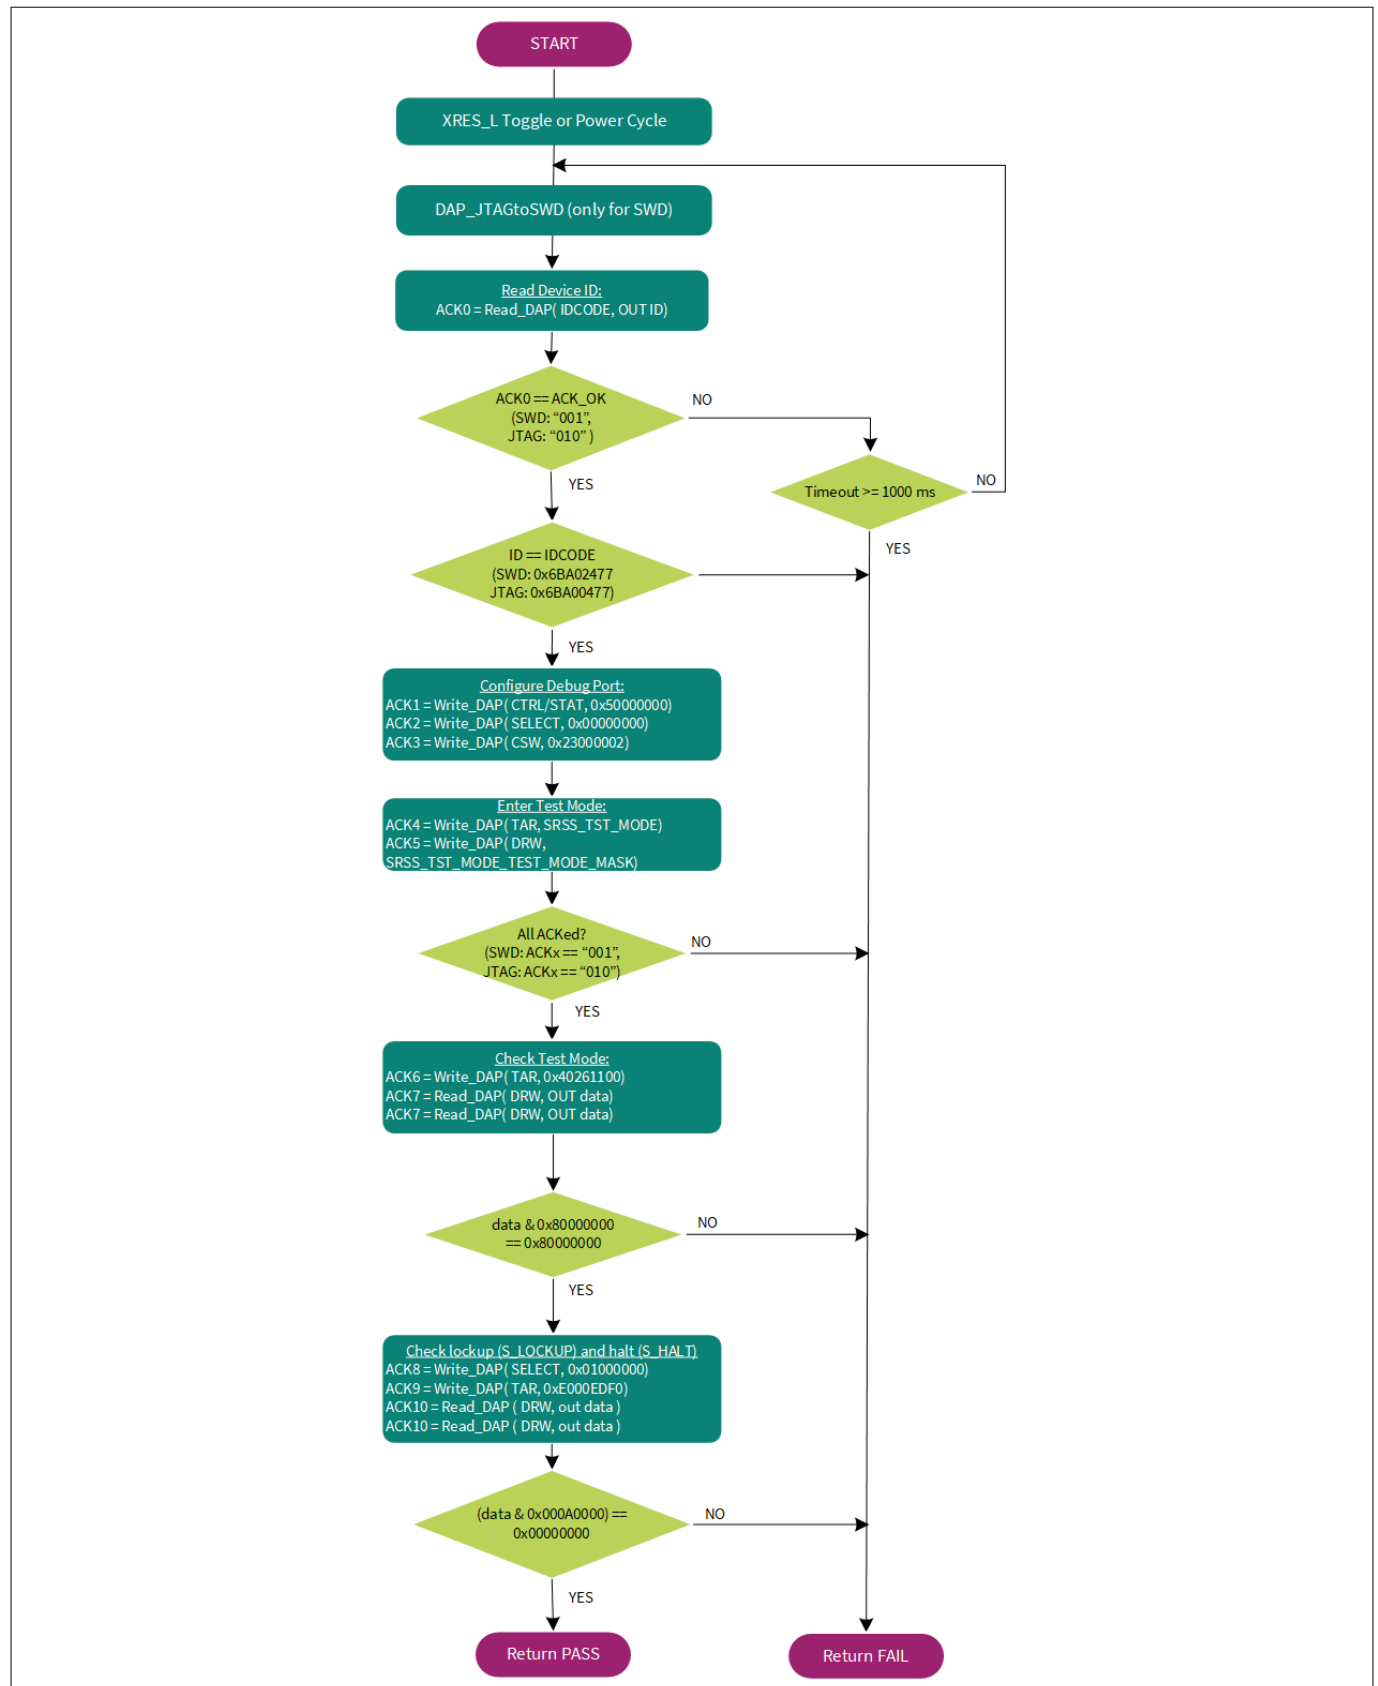 START
XRES_L Toggle or Power Cycle
DAP_JTAGtoSWD (only for SWD)
Read Device ID:
ACK0 = Read_DAP( IDCODE, OUT ID)
ACK0 == ACK_OK
(SWD: “001”,
JTAG: “010” )
NO
YES
Timeout >= 1000 ms
NO
YES
ID == IDCODE
(SWD: 0x6BA02477
JTAG: 0x6BA00477)
YES
Configure Debug Port:
ACK1 = Write_DAP( CTRL/STAT, 0x50000000)
ACK2 = Write_DAP( SELECT, 0x00000000)
ACK3 = Write_DAP( CSW, 0x23000002)
Enter Test Mode:
ACK4 = Write_DAP( TAR, SRSS_TST_MODE)
ACK5 = Write_DAP( DRW,
SRSS_TST_MODE_TEST_MODE_MASK)
All ACKed?
(SWD: ACKx == “001”,
JTAG: ACKx == “010”)
NO
YES
Check Test Mode:
ACK6 = Write_DAP( TAR, 0x40261100)
ACK7 = Read_DAP( DRW, OUT data)
ACK7 = Read_DAP( DRW, OUT data)
data & 0x80000000
== 0x80000000
NO
YES
Check lockup (S_LOCKUP) and halt (S_HALT)
ACK8 = Write_DAP( SELECT, 0x01000000)
ACK9 = Write_DAP( TAR, 0xE000EDF0)
ACK10 = Read_DAP ( DRW, out data )
ACK10 = Read_DAP ( DRW, out data )
(data & 0x000A0000) ==
0x00000000
NO
YES
Return PASS
Return FAIL